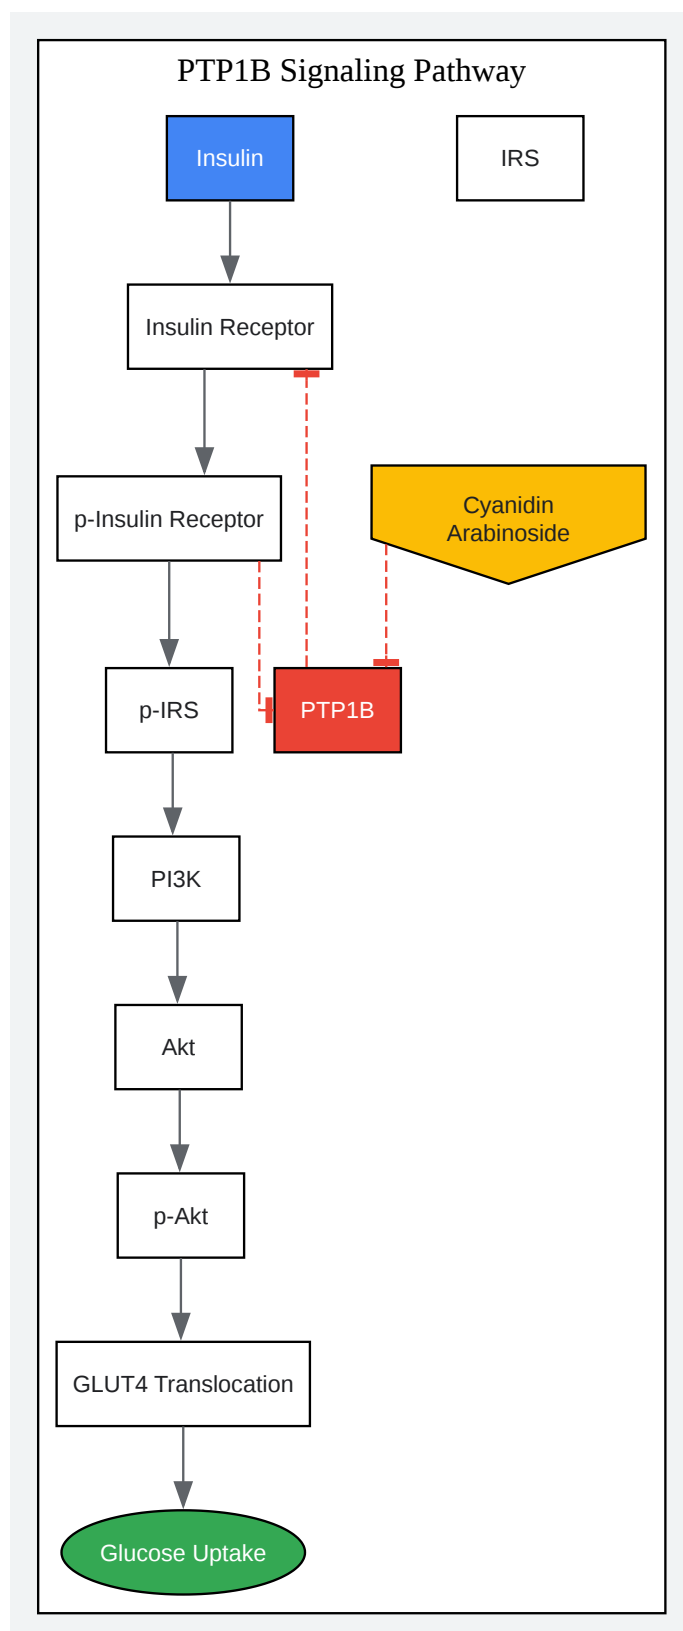 PTP1B Signaling Pathway
Insulin
IRS
Insulin Receptor
p-Insulin Receptor
Cyanidin
Arabinoside
p-IRS
PTP1B
PI3K
Akt
p-Akt
GLUT4 Translocation
Glucose Uptake